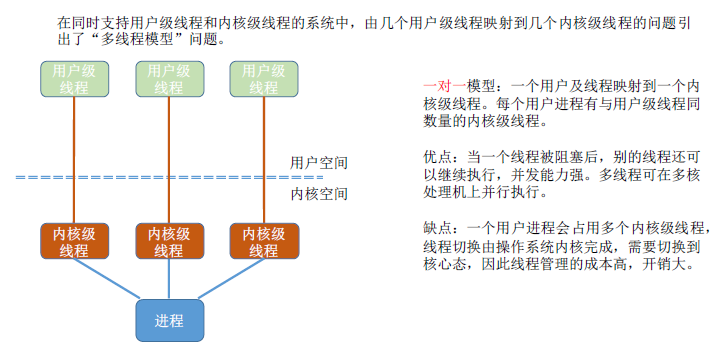 在同时支持用户级线程和内核级线程的系统中，由几个用户级线程映射到几个内核级线程的问题引
出了“多线程模型”问题。
用户级 用户级 用户级
线程 线程 线程
用户空间
内核空间
内核级 内核级 内核级
线程 线程 线程
进程
一对一模型：一个用户及线程映射到一个内
核级线程。每个用户进程有与用户级线程同
数量的内核级线程。
优点：当一个线程被阻塞后，别的线程还可
以继续执行，并发能力强。多线程可在多核
处理机上并行执行。
缺点：一个用户进程会占用多个内核级线程，
线程切换由操作系统内核完成，需要切换到
核心态，因此线程管理的成本高，开销大。